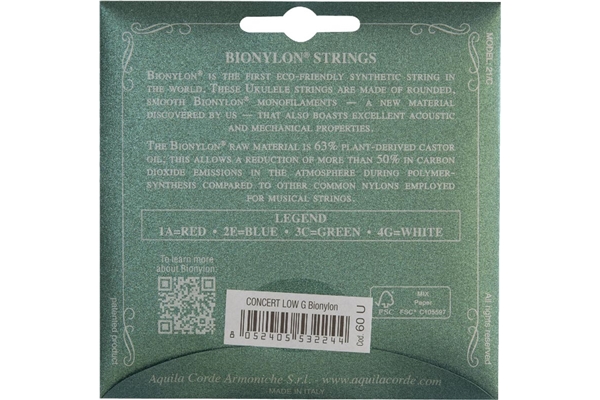 BIONYLON® STRINGS
BIONYLON® IS THE FIRST ECO-FRIENDLY SYNTHETIC STRING IN
THE WORLD. THESE UKULELE STRINGS ARE MADE OF ROUNDED,
SMOOTH BIONYLON® MONOFILAMENTS — A NEW MATERIAL
DISCOVERED BY US — THAT ALSO BOASTS EXCELLENT ACOUSTIC
AND MECHANICAL PROPERTIES.
THE BIONYLON® RAW MATERIAL IS 63% PLANT-DERIVED CASTOR
OIL; THIS ALLOWS A REDUCTION OF MORE THAN 50% IN CARBON
DIOXIDE EMISSIONS IN THE ATMOSPHERE DURING POLYMER-
SYNTHESIS COMPARED TO OTHER COMMON NYLONS EMPLOYED
FOR MUSICAL STRINGS.
LEGEND
1A=RED • 2E=BLUE • 3C=GREEN • 4G=WHITE
To learn more
about Bionylon:
CONCERT LOW G Bionylon
8 052405 532244
60 U
FSC
MIX
Paper
FSC®
patented product
All rights reserved
Aquila Corde Armoniche S.r.l. - www.aquilacorde.com
MADE IN ITALY